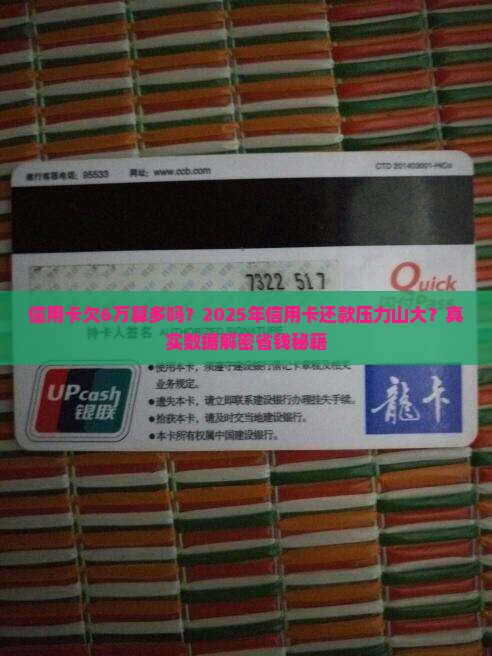 客服电话：95533 网址：www.ccb.com
7322 517
Quick
Pass
信用卡欠6万算多吗？2025年信用卡还款压力山大？真
实数据解密省钱秘籍
持卡人签名 AUTHORIZED SIGNATURE
●使用本卡，须遵守建设银行借记卡章程及相关
业务规定。
●遗失本卡，请立即联系建设银行办理挂失手续。
●拾获本卡，请及时交当地建设银行。
●本卡所有权属中国建设银行。
UPcash
银联
龍卡